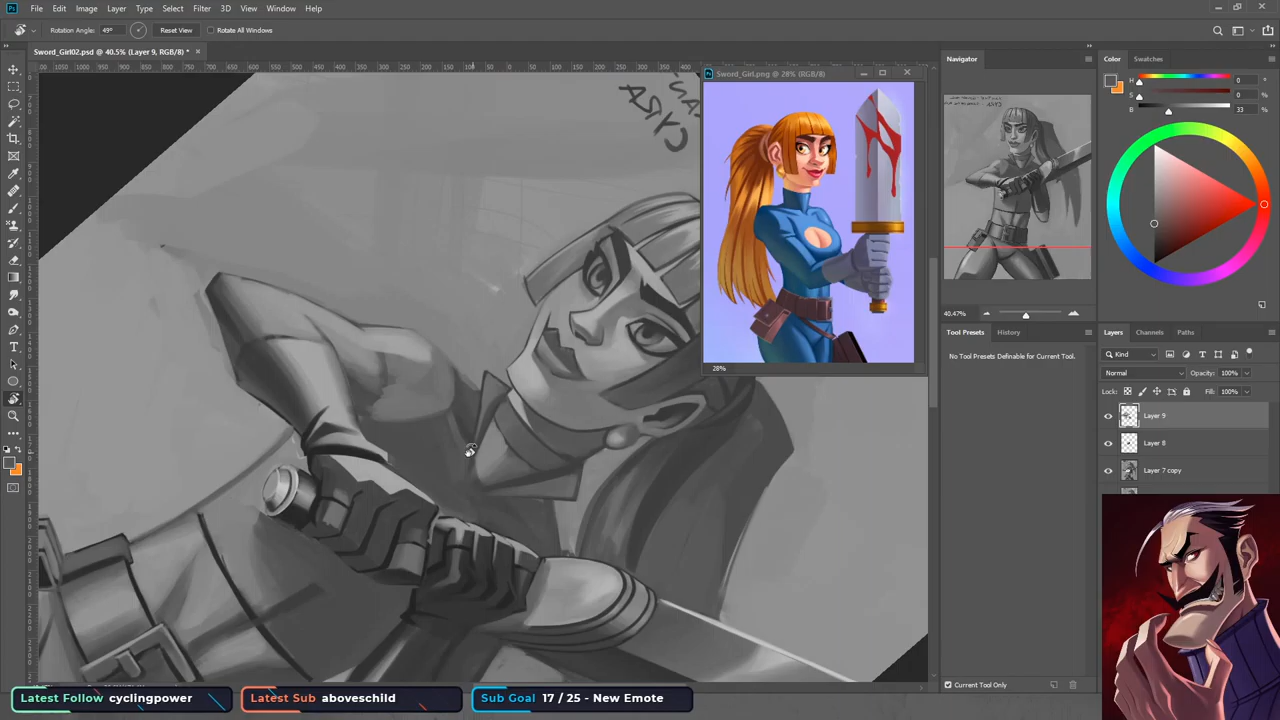 File Edit Image Layer Type Select Filter 3D View Window Help
Rotation Angle: 49° Reset View Rotate All Windows
Sword_Girl02.psd @ 40.5% (Layer 9, RGB/8) *
Sword_Girl.png @ 28% (RGB/8)
28%
Navigator
40.47%
Color Swatches
H 0 °
S 0 %
B 33 %
Tool Presets History
No Tool Presets Definable for Current Tool.
Current Tool Only
Layers Channels Paths
Kind
Normal Opacity: 100%
Lock: Fill: 100%
Layer 9
Layer 8
Layer 7 copy
CYRA
Latest Follow cyclingpower
Latest Sub aboveschild
Sub Goal 17 / 25 - New Emote